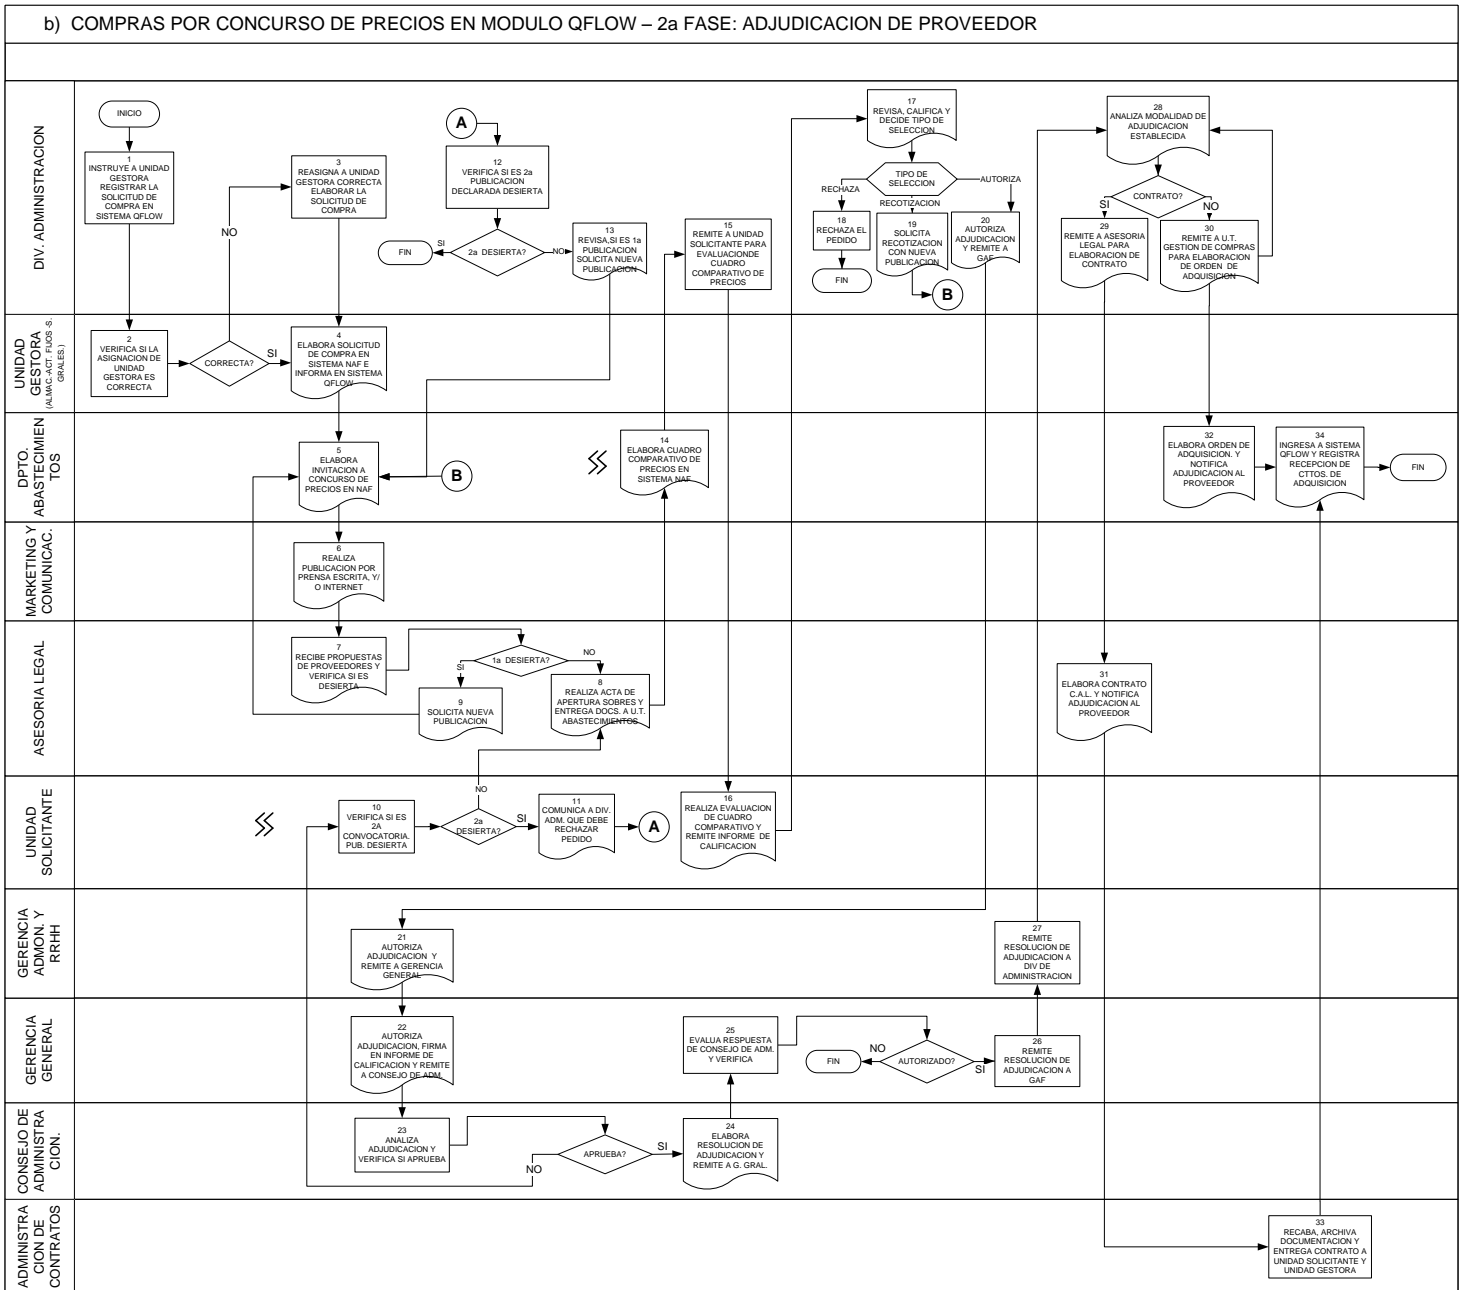 b)  COMPRAS POR CONCURSO DE PRECIOS EN MODULO QFLOW – 2a FASE: ADJUDICACION DE PROVEEDOR
DIV. ADMINISTRACION
INICIO
1
INSTRUYE A UNIDAD
GESTORA
REGISTRAR LA
SOLICITUD DE
COMPRA EN
SISTEMA QFLOW
NO
3
REASIGNA A UNIDAD
GESTORA CORRECTA
ELABORAR LA
SOLICITUD DE
COMPRA
A
12
VERIFICA SI ES 2a
PUBLICACION
DECLARADA DESIERTA
FIN
SI
2a  DESIERTA?
NO
13
REVISA,SI ES 1a
PUBLICACION
SOLICITA NUEVA
PUBLICACION
15
REMITE A UNIDAD
SOLICITANTE PARA
EVALUACIONDE
CUADRO
COMPARATIVO DE
PRECIOS
17
REVISA, CALIFICA Y
DECIDE TIPO DE
SELECCION
TIPO DE
SELECCION
RECHAZA
RECOTIZACION
AUTORIZA
18
RECHAZA EL
PEDIDO
FIN
19
SOLICITA
RECOTIZACION
CON NUEVA
PUBLICACION
B
20
AUTORIZA
ADJUDICACION
Y REMITE A
GAF
28
ANALIZA MODALIDAD DE
ADJUDICACION
ESTABLECIDA
CONTRATO?
SI
NO
29
REMITE A ASESORIA
LEGAL PARA
ELABORACION DE
CONTRATO
30
REMITE A U.T.
GESTION DE COMPRAS
PARA ELABORACION
DE ORDEN  DE
ADQUISICION
UNIDAD
GESTORA
(ALMAC.-ACT. FIJOS -S.
GRALES.)
2
VERIFICA SI LA
ASIGNACION DE
UNIDAD
GESTORA ES
CORRECTA
CORRECTA?
SI
4
ELABORA SOLICITUD
DE COMPRA EN
SISTEMA NAF E
INFORMA EN SISTEMA
QFLOW
DPTO.
ABASTECIMIEN
TOS
5
ELABORA
INVITACION A
CONCURSO DE
PRECIOS EN NAF
B
14
ELABORA CUADRO
COMPARATIVO DE
PRECIOS EN
SISTEMA NAF
32
ELABORA ORDEN DE
ADQUISICION. Y
NOTIFICA
ADJUDICACION AL
PROVEEDOR
34
INGRESA A SISTEMA
QFLOW Y REGISTRA
RECEPCION DE
CTTOS. DE
ADQUISICION
FIN
MARKETING Y
COMUNICAC.
6
REALIZA
PUBLICACION POR
PRENSA ESCRITA, Y/
O INTERNET
ASESORIA LEGAL
7
RECIBE PROPUESTAS
DE PROVEEDORES Y
VERIFICA SI ES
DESIERTA
1a  DESIERTA?
SI
NO
9
SOLICITA NUEVA
PUBLICACION
8
REALIZA ACTA DE
APERTURA SOBRES Y
ENTREGA DOCS. A U.T.
ABASTECIMIENTOS
31
ELABORA CONTRATO
C.A.L. Y NOTIFICA
ADJUDICACION AL
PROVEEDOR
UNIDAD
SOLICITANTE
10
VERIFICA SI ES
2A
CONVOCATORIA.
PUB. DESIERTA
NO
2a
DESIERTA?
SI
11
COMUNICA A DIV.
ADM. QUE DEBE
RECHAZAR
PEDIDO
A
16
REALIZA EVALUACION
DE CUADRO
COMPARATIVO Y
REMITE INFORME  DE
CALIFICACION
GERENCIA
ADMON. Y
RRHH
21
AUTORIZA
ADJUDICACION  Y
REMITE A GERENCIA
GENERAL
27
REMITE
RESOLUCION DE
ADJUDICACION A
DIV DE
ADMINISTRACION
GERENCIA
GENERAL
22
AUTORIZA
ADJUDICACION, FIRMA
EN INFORME DE
CALIFICACION Y REMITE
A CONSEJO DE ADM.
25
EVALUA RESPUESTA
DE CONSEJO DE ADM.
Y VERIFICA
FIN
NO
AUTORIZADO?
SI
26
REMITE
RESOLUCION DE
ADJUDICACION A
GAF
CONSEJO DE
ADMINISTRA
CION.
23
ANALIZA
ADJUDICACION Y
VERIFICA SI APRUEBA
NO
APRUEBA?
SI
24
ELABORA
RESOLUCION DE
ADJUDICACION Y
REMITE A G. GRAL.
ADMINISTRA
CION DE
CONTRATOS
33
RECABA, ARCHIVA
DOCUMENTACION Y
ENTREGA CONTRATO A
UNIDAD SOLICITANTE Y
UNIDAD GESTORA